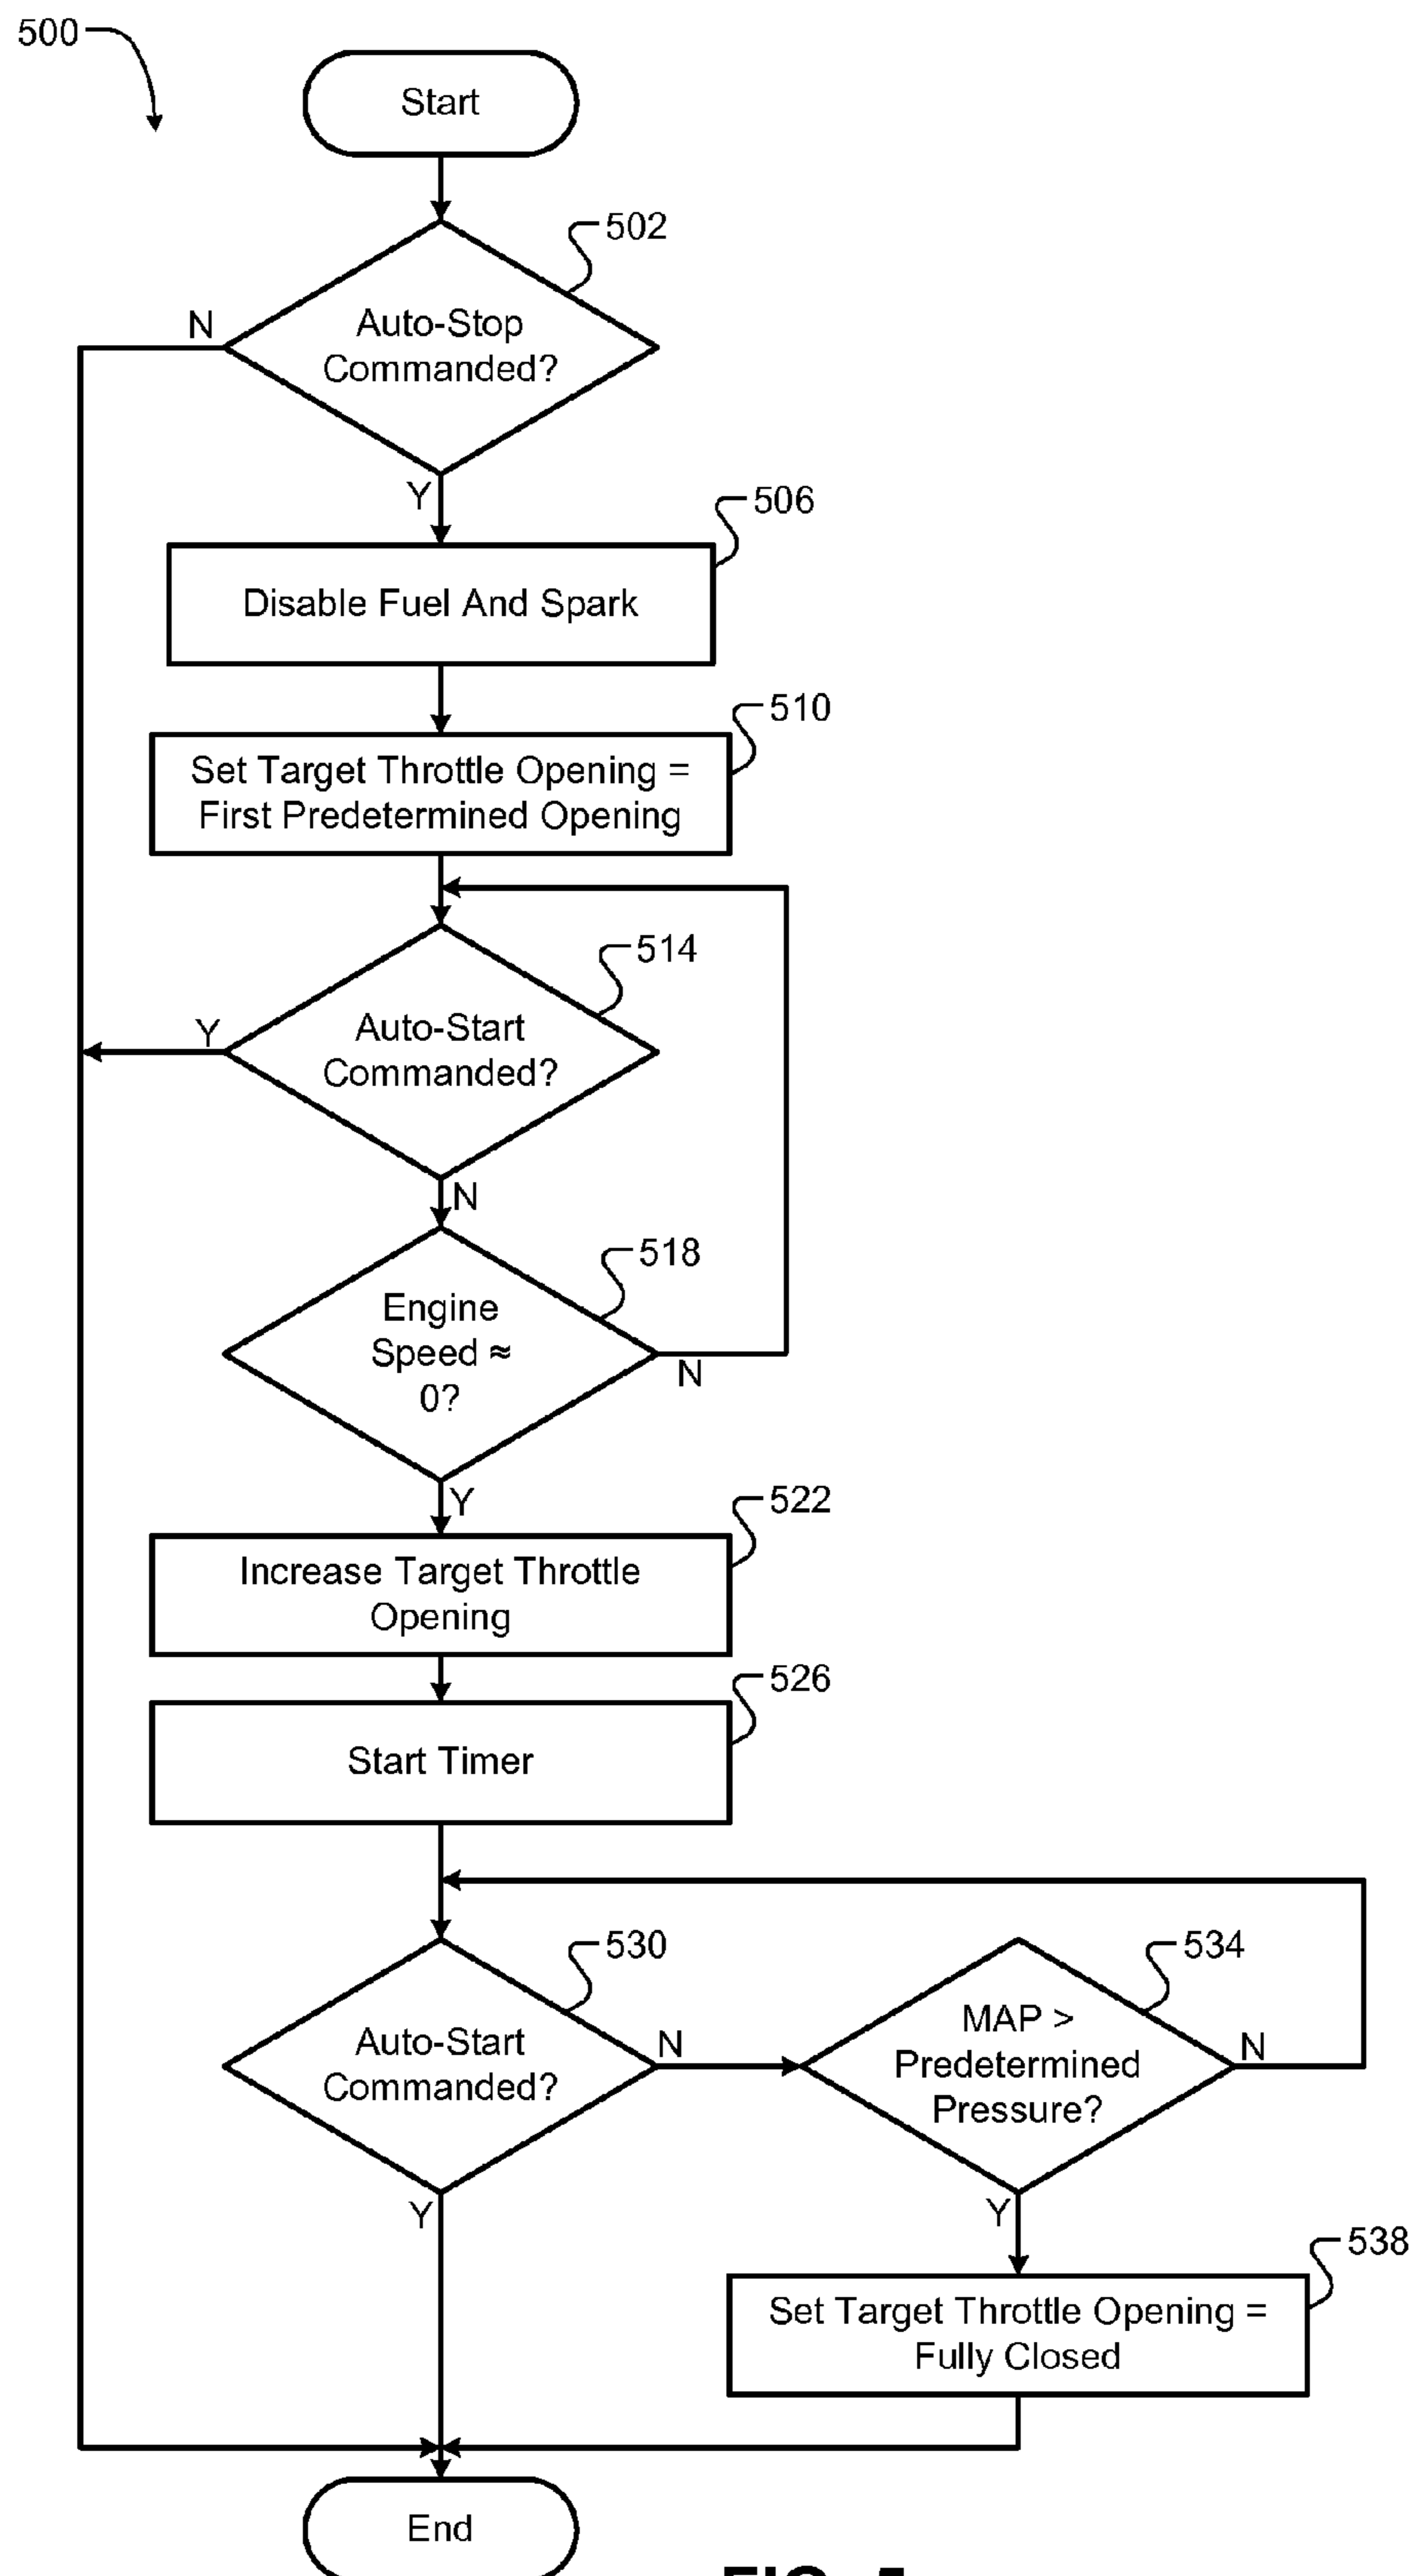 500
Start
502
Auto-Stop
Commanded?
N
Y
506
Disable Fuel And Spark
510
Set Target Throttle Opening =
First Predetermined Opening
514
Auto-Start
Commanded?
Y
N
518
Engine
Speed ≈
0?
N
Y
522
Increase Target Throttle
Opening
526
Start Timer
530
Auto-Start
Commanded?
N
Y
534
MAP >
Predetermined
Pressure?
N
Y
538
Set Target Throttle Opening =
Fully Closed
End